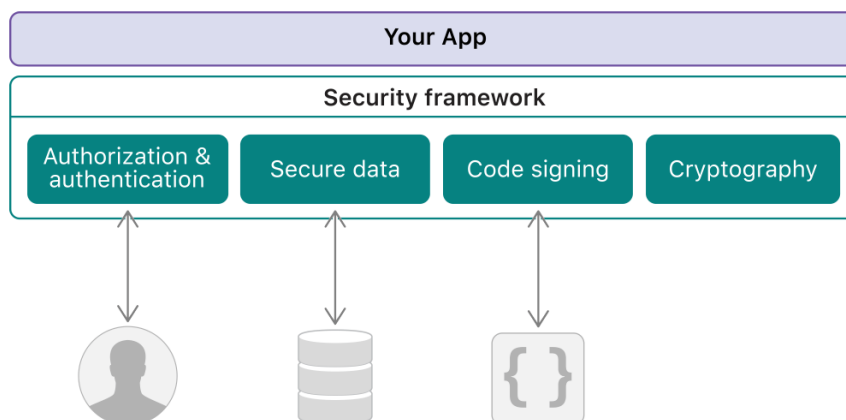 Your App
Security framework
Authorization &
authentication
Secure data
Code signing
Cryptography
{ }